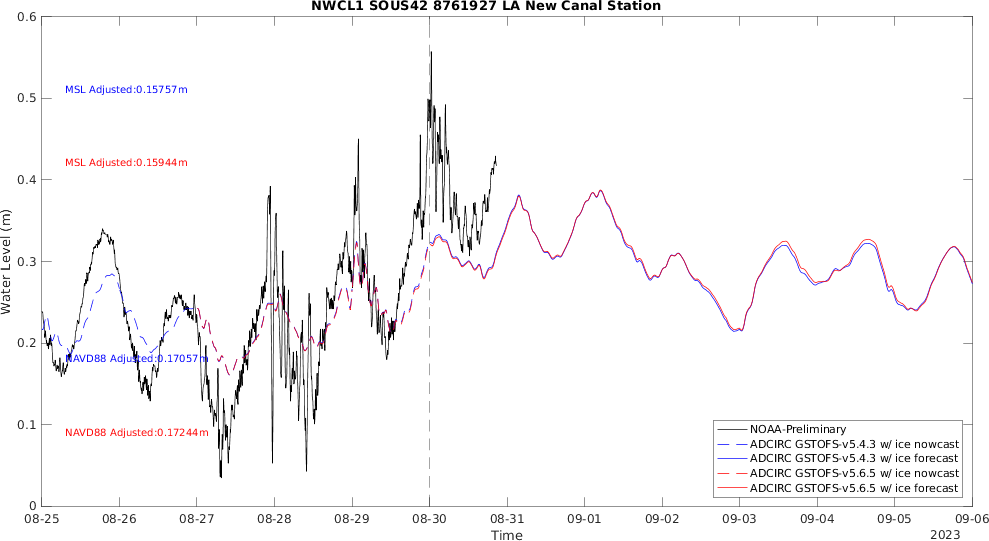 NWCL1 SOUS42 8761927 LA New Canal Station
Water Level (m)
0.6
0.5
0.4
0.3
0.2
0.1
0
MSL Adjusted:0.15757m
MSL Adjusted:0.15944m
NAVD88 Adjusted:0.17057m
NAVD88 Adjusted:0.17244m
NOAA-Preliminary
ADCIRC GSTOFS-v5.4.3 w/ ice nowcast
ADCIRC GSTOFS-v5.4.3 w/ ice forecast
ADCIRC GSTOFS-v5.6.5 w/ ice nowcast
ADCIRC GSTOFS-v5.6.5 w/ ice forecast
08-25 08-26 08-27 08-28 08-29 08-30 08-31 09-01 09-02 09-03 09-04 09-05 09-06
Time
2023